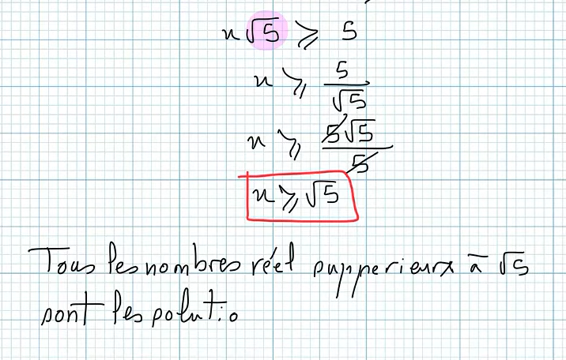 x√5 ⩾ 5
x ⩾ 5/√5
x ⩾ 5√5/5
x ⩾ √5
Tous les nombres réel supperieurx à √5
sont les solutio